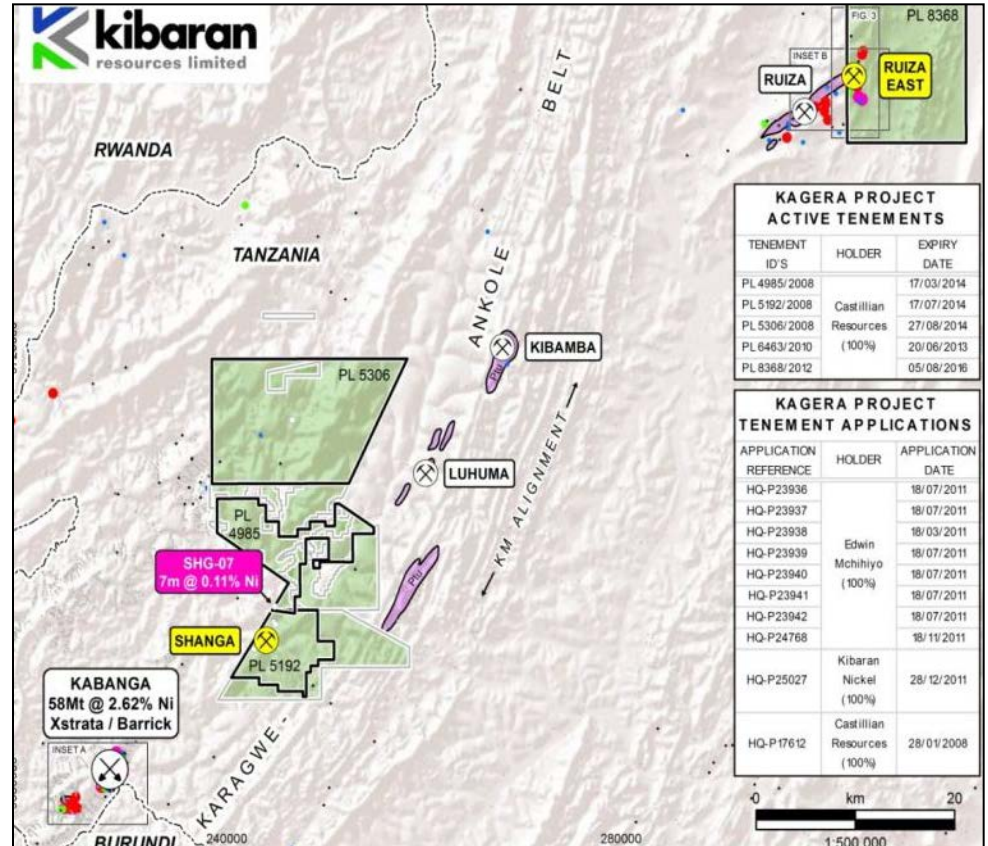 kibaran
resources limited
FIG. 3
PL 8368
INSET B
RUIZA
RUIZA
EAST
BELT
RWANDA
TANZANIA
ANKOLE
KAGERA PROJECT
ACTIVE TENEMENTS
TENEMENT ID'S HOLDER EXPIRY DATE
PL 4985/2008 17/03/2014
PL 5192/2008 Castillian 17/07/2014
PL 5306/2008 Resources 27/08/2014
PL 6463/2010 (100%) 20/06/2013
PL 8368/2012 05/08/2016
KIBAMBA
Ptu
PL 5306
LUHUMA
KM ALIGNMENT
PL
4985
SHG-07
7m @ 0.11% Ni
Ptu
SHANGA
PL 5192
KAGERA PROJECT
TENEMENT APPLICATIONS
APPLICATION REFERENCE HOLDER APPLICATION DATE
HQ-P23936 18/07/2011
HQ-P23937 18/07/2011
HQ-P23938 18/03/2011
HQ-P23939 Edwin 18/07/2011
HQ-P23940 Mchihiyo 18/07/2011
HQ-P23941 (100%) 18/07/2011
HQ-P23942 18/07/2011
HQ-P24768 18/11/2011
HQ-P25027 Kibaran Nickel (100%) 28/12/2011
HQ-P17612 Castillian Resources (100%) 28/01/2008
KABANGA
58Mt @ 2.62% Ni
Xstrata / Barrick
INSET A
KARAGWE-
BURUNDI
240000
280000
0 km 20
1:500,000